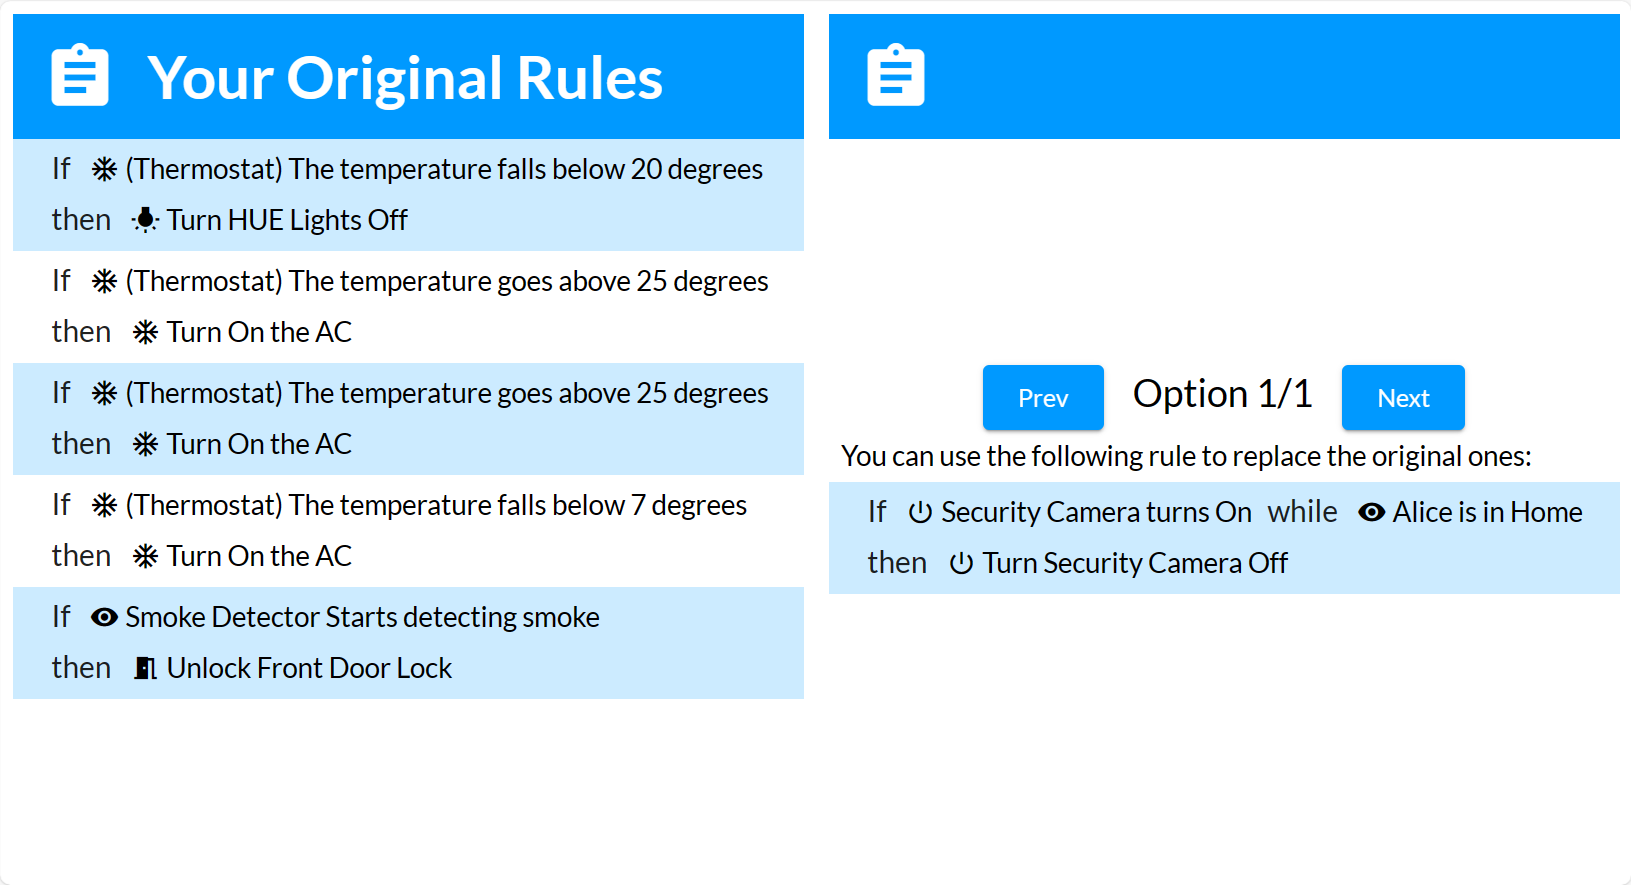 Your Original Rules
If (Thermostat) The temperature falls below 20 degrees
then Turn HUE Lights Off
If (Thermostat) The temperature goes above 25 degrees
then Turn On the AC
If (Thermostat) The temperature goes above 25 degrees
then Turn On the AC
If (Thermostat) The temperature falls below 7 degrees
then Turn On the AC
If Smoke Detector Starts detecting smoke
then Unlock Front Door Lock
Prev Option 1/1 Next
You can use the following rule to replace the original ones:
If Security Camera turns On while Alice is in Home
then Turn Security Camera Off